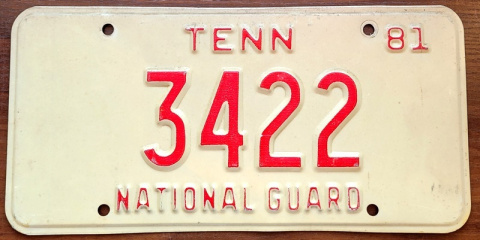 TENN 81
3422
NATIONAL GUARD